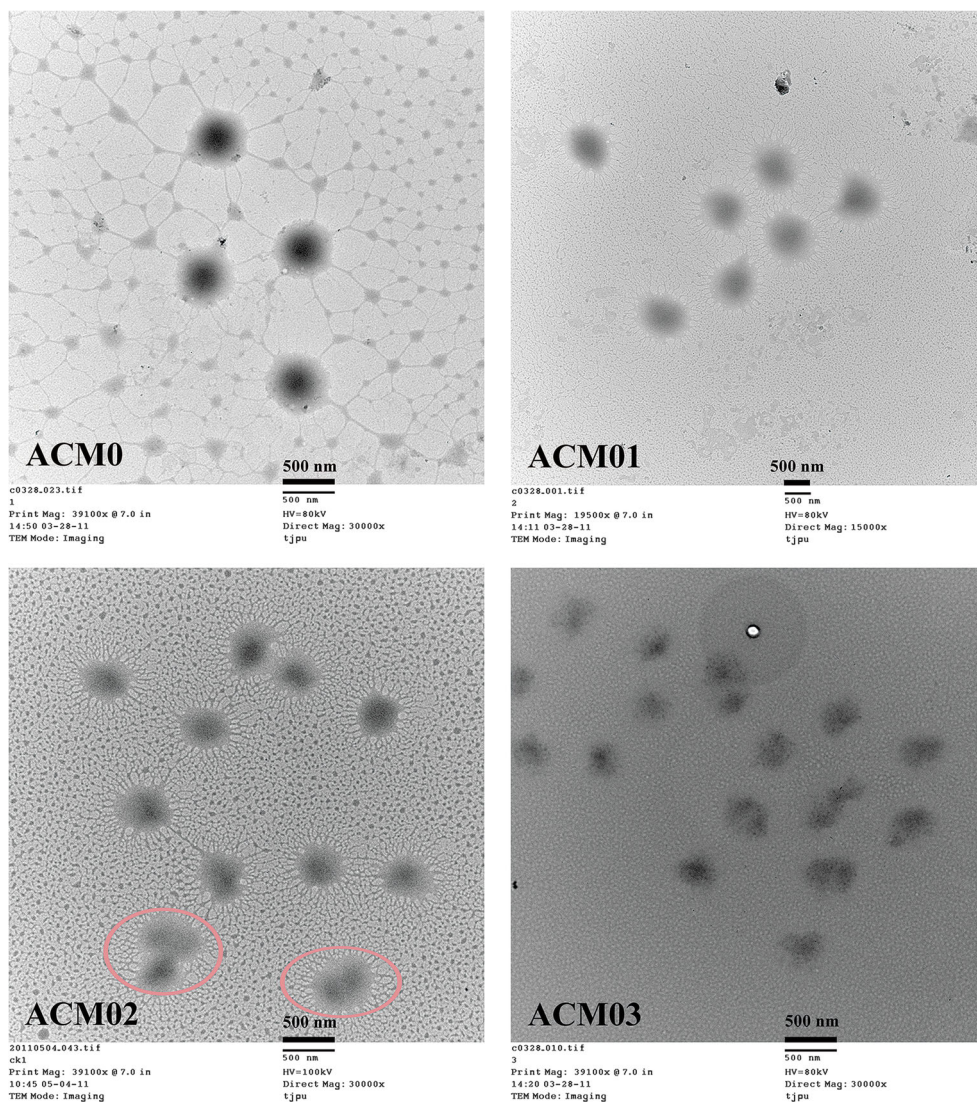 ACM0
500 nm
c0328_023.tif
1
Print Mag: 39100x @ 7.0 in
14:50 03-28-11
TEM Mode: Imaging
500 nm
HV=80kV
Direct Mag: 30000x
tjpu
ACM01
500 nm
c0328_001.tif
2
Print Mag: 19500x @ 7.0 in
14:11 03-28-11
TEM Mode: Imaging
500 nm
HV=80kV
Direct Mag: 15000x
tjpu
ACM02
500 nm
20110504_043.tif
ck1
Print Mag: 39100x @ 7.0 in
10:45 05-04-11
TEM Mode: Imaging
500 nm
HV=100kV
Direct Mag: 30000x
tjpu
ACM03
500 nm
c0328_010.tif
3
Print Mag: 39100x @ 7.0 in
14:20 03-28-11
TEM Mode: Imaging
500 nm
HV=80kV
Direct Mag: 30000x
tjpu